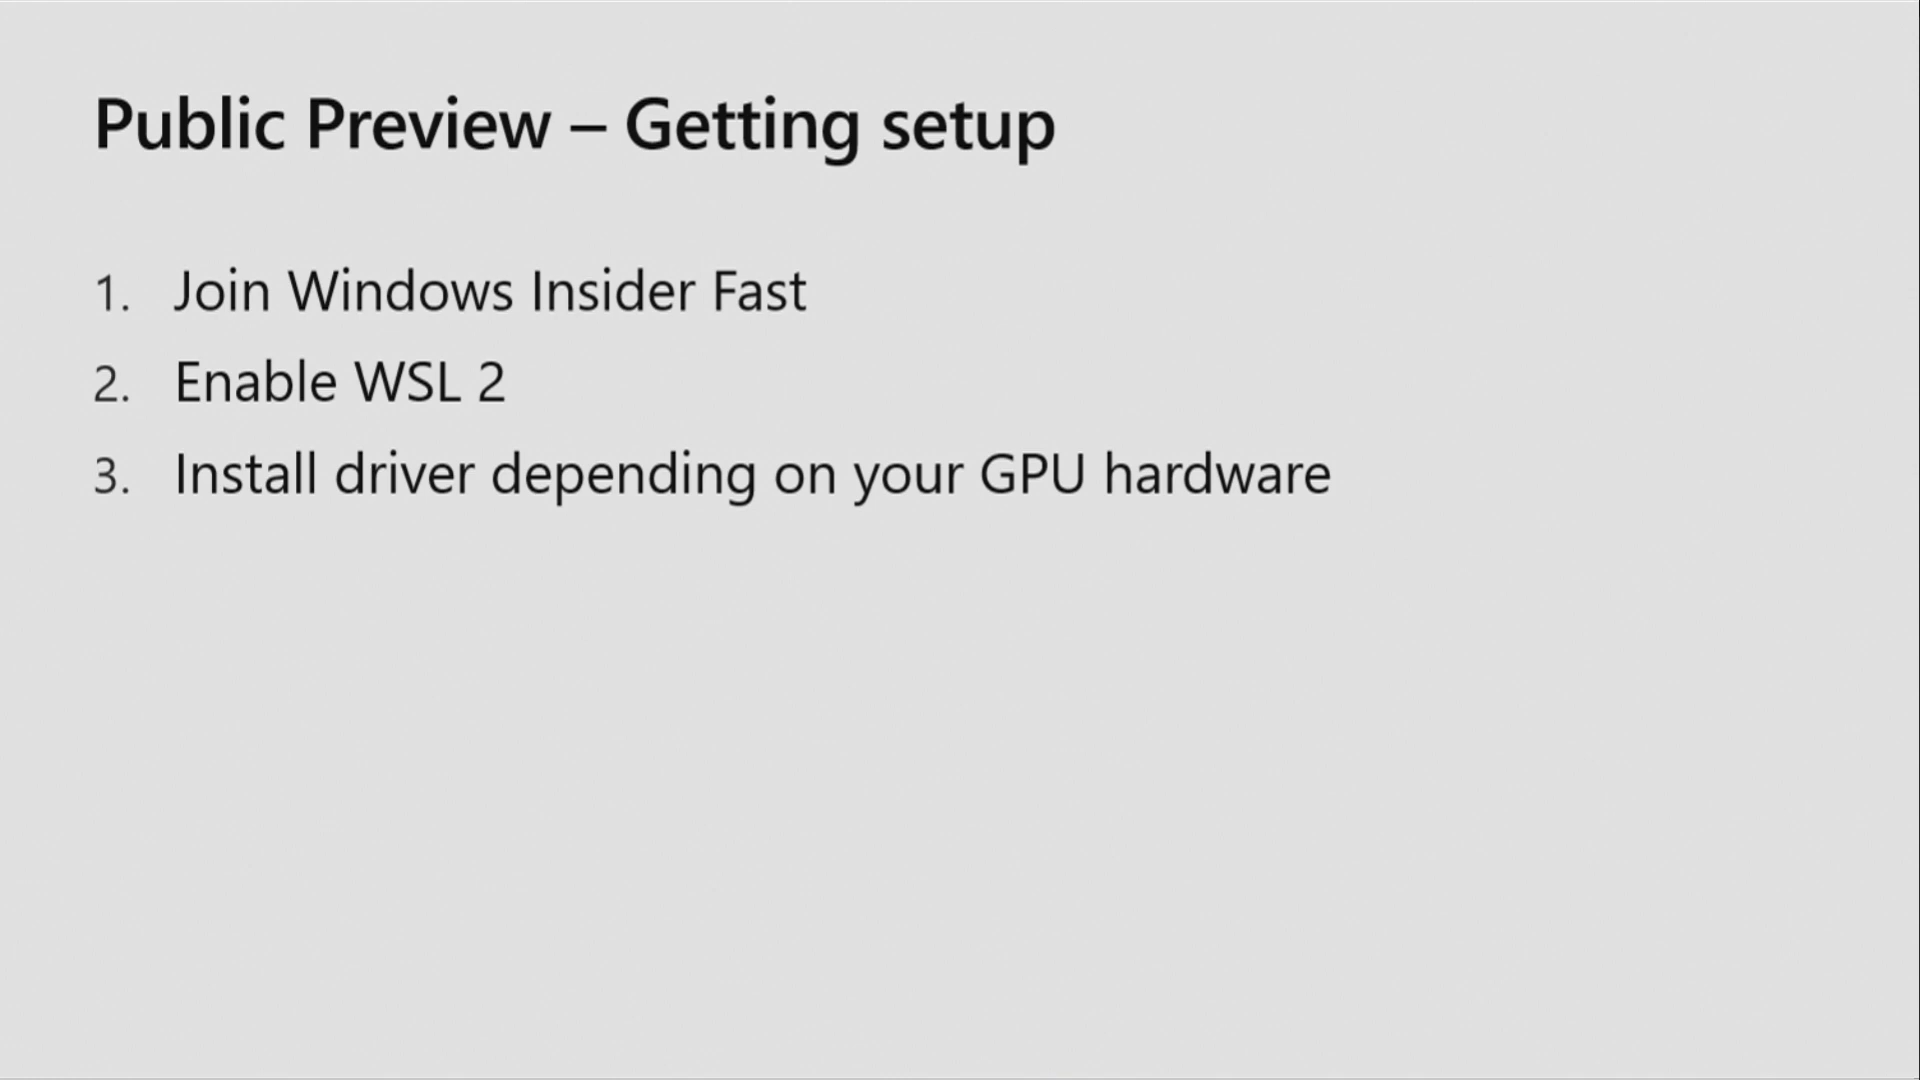 Public Preview – Getting setup
1. Join Windows Insider Fast
2. Enable WSL 2
3. Install driver depending on your GPU hardware